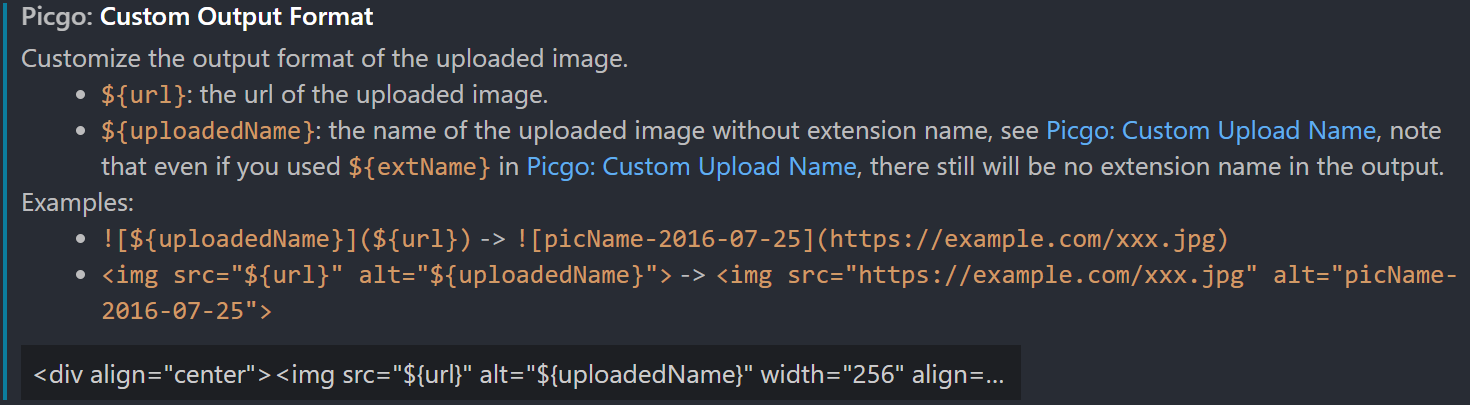 Picgo: Custom Output Format
Customize the output format of the uploaded image.
• ${url}: the url of the uploaded image.
• ${uploadedName}: the name of the uploaded image without extension name, see Picgo: Custom Upload Name, note
that even if you used ${extName} in Picgo: Custom Upload Name, there still will be no extension name in the output.
Examples:
• ![${uploadedName}](${url}) -> ![picName-2016-07-25](https://example.com/xxx.jpg)
• <img src="${url}" alt="${uploadedName}"> -> <img src="https://example.com/xxx.jpg" alt="picName-
2016-07-25">
<div align="center"><img src="${url}" alt="${uploadedName}" width="256" align=...